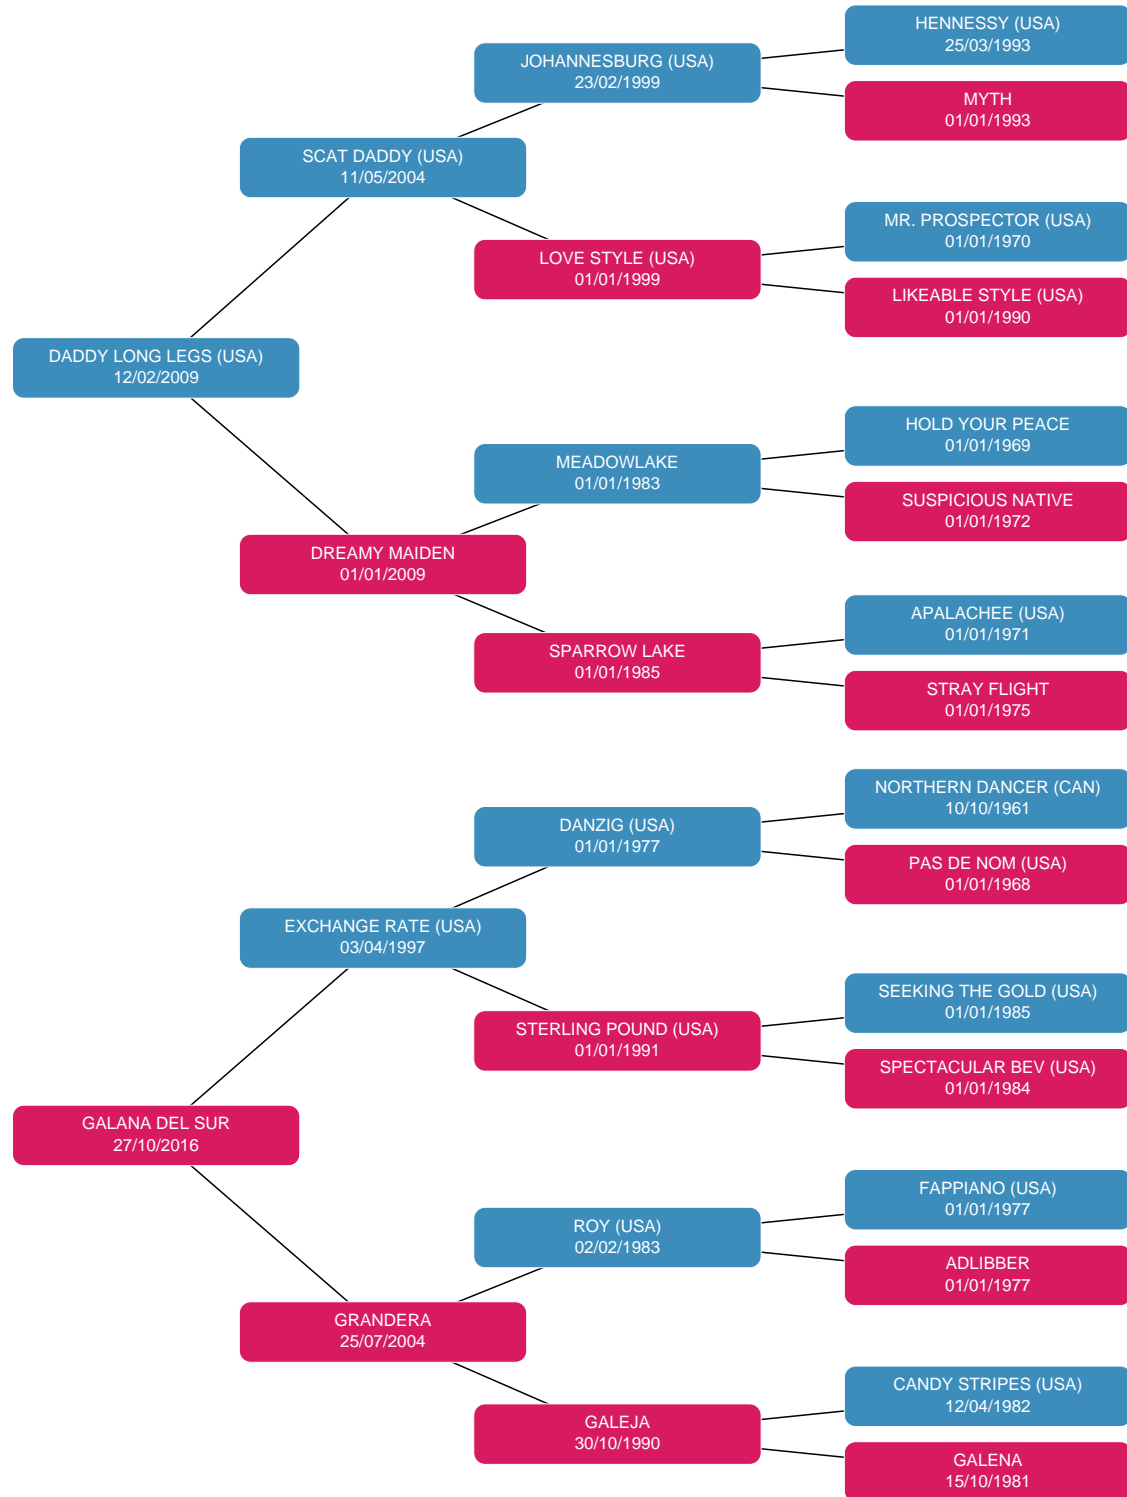 HENNESSY (USA)
25/03/1993
JOHANNESBURG (USA)
23/02/1999
MYTH
01/01/1993
SCAT DADDY (USA)
11/05/2004
MR. PROSPECTOR (USA)
01/01/1970
LOVE STYLE (USA)
01/01/1999
LIKEABLE STYLE (USA)
01/01/1990
DADDY LONG LEGS (USA)
12/02/2009
HOLD YOUR PEACE
01/01/1969
MEADOWLAKE
01/01/1983
SUSPICIOUS NATIVE
01/01/1972
DREAMY MAIDEN
01/01/2009
APALACHEE (USA)
01/01/1971
SPARROW LAKE
01/01/1985
STRAY FLIGHT
01/01/1975
NORTHERN DANCER (CAN)
10/10/1961
DANZIG (USA)
01/01/1977
PAS DE NOM (USA)
01/01/1968
EXCHANGE RATE (USA)
03/04/1997
SEEKING THE GOLD (USA)
01/01/1985
STERLING POUND (USA)
01/01/1991
SPECTACULAR BEV (USA)
01/01/1984
GALANA DEL SUR
27/10/2016
FAPPIANO (USA)
01/01/1977
ROY (USA)
02/02/1983
ADLIBBER
01/01/1977
GRANDERA
25/07/2004
CANDY STRIPES (USA)
12/04/1982
GALEJA
30/10/1990
GALENA
15/10/1981